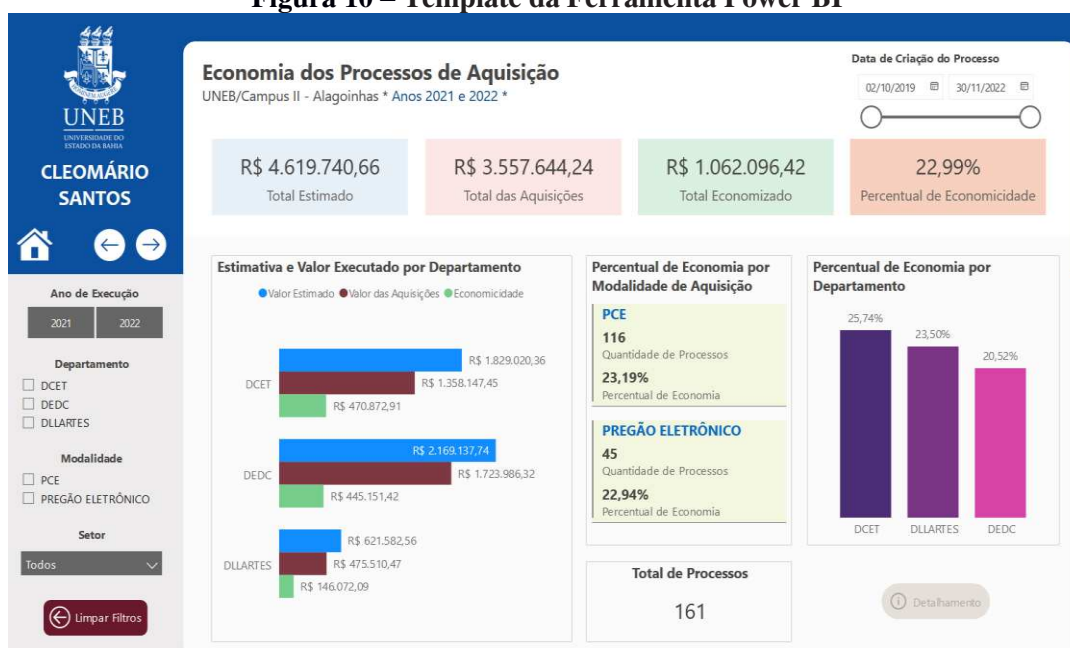 Figura 10 – Template da Ferramenta Power BI
UNEB
UNIVERSIDADE DO
ESTADO DA BAHIA
CLEOMÁRIO
SANTOS
Ano de Execução
2021 2022
Departamento
DCET
DEDC
DLLARTES
Modalidade
PCE
PREGÃO ELETRÔNICO
Setor
Todos
Limpar Filtros
Economia dos Processos de Aquisição
UNEB/Campus II - Alagoinhas * Anos 2021 e 2022 *
Data de Criação do Processo
02/10/2019 30/11/2022
R$ 4.619.740,66
Total Estimado
R$ 3.557.644,24
Total das Aquisições
R$ 1.062.096,42
Total Economizado
22,99%
Percentual de Economicidade
Estimativa e Valor Executado por Departamento
Valor Estimado Valor das Aquisições Economicidade
DCET
R$ 1.829.020,36
R$ 1.358.147,45
R$ 470.872,91
DEDC
R$ 2.169.137,74
R$ 1.723.986,32
R$ 445.151,42
DLLARTES
R$ 621.582,56
R$ 475.510,47
R$ 146.072,09
Percentual de Economia por
Modalidade de Aquisição
PCE
116
Quantidade de Processos
23,19%
Percentual de Economia
PREGÃO ELETRÔNICO
45
Quantidade de Processos
22,94%
Percentual de Economia
Total de Processos
161
Percentual de Economia por
Departamento
25,74%
23,50%
20,52%
DCET DLLARTES DEDC
Detalhamento